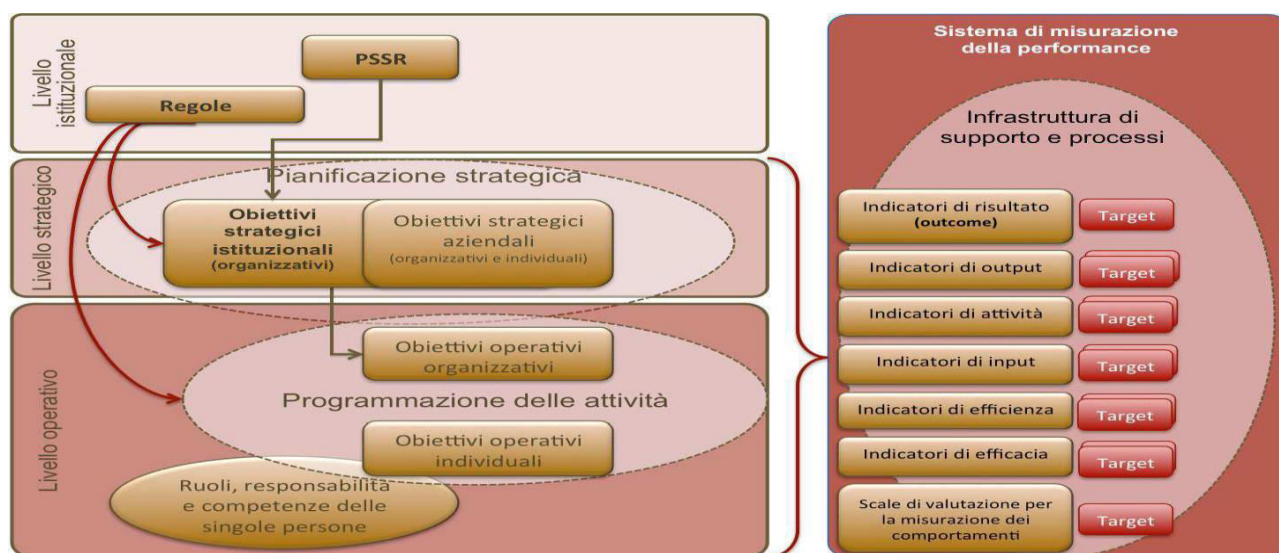 Livello
istituzionale
PSSR
Regole
Livello strategico
Pianificazione strategica
Obiettivi
strategici
istituzionali
(organizzativi)
Obiettivi strategici
aziendali
(organizzativi e individuali)
Livello operativo
Obiettivi operativi
organizzativi
Programmazione delle attività
Obiettivi operativi
individuali
Ruoli, responsabilità
e competenze delle
singole persone
Sistema di misurazione
della performance
Infrastruttura di
supporto e processi
Indicatori di risultato
(outcome)
Target
Indicatori di output
Target
Indicatori di attività
Target
Indicatori di input
Target
Indicatori di efficienza
Target
Indicatori di efficacia
Target
Scale di valutazione per
la misurazione dei
comportamenti
Target